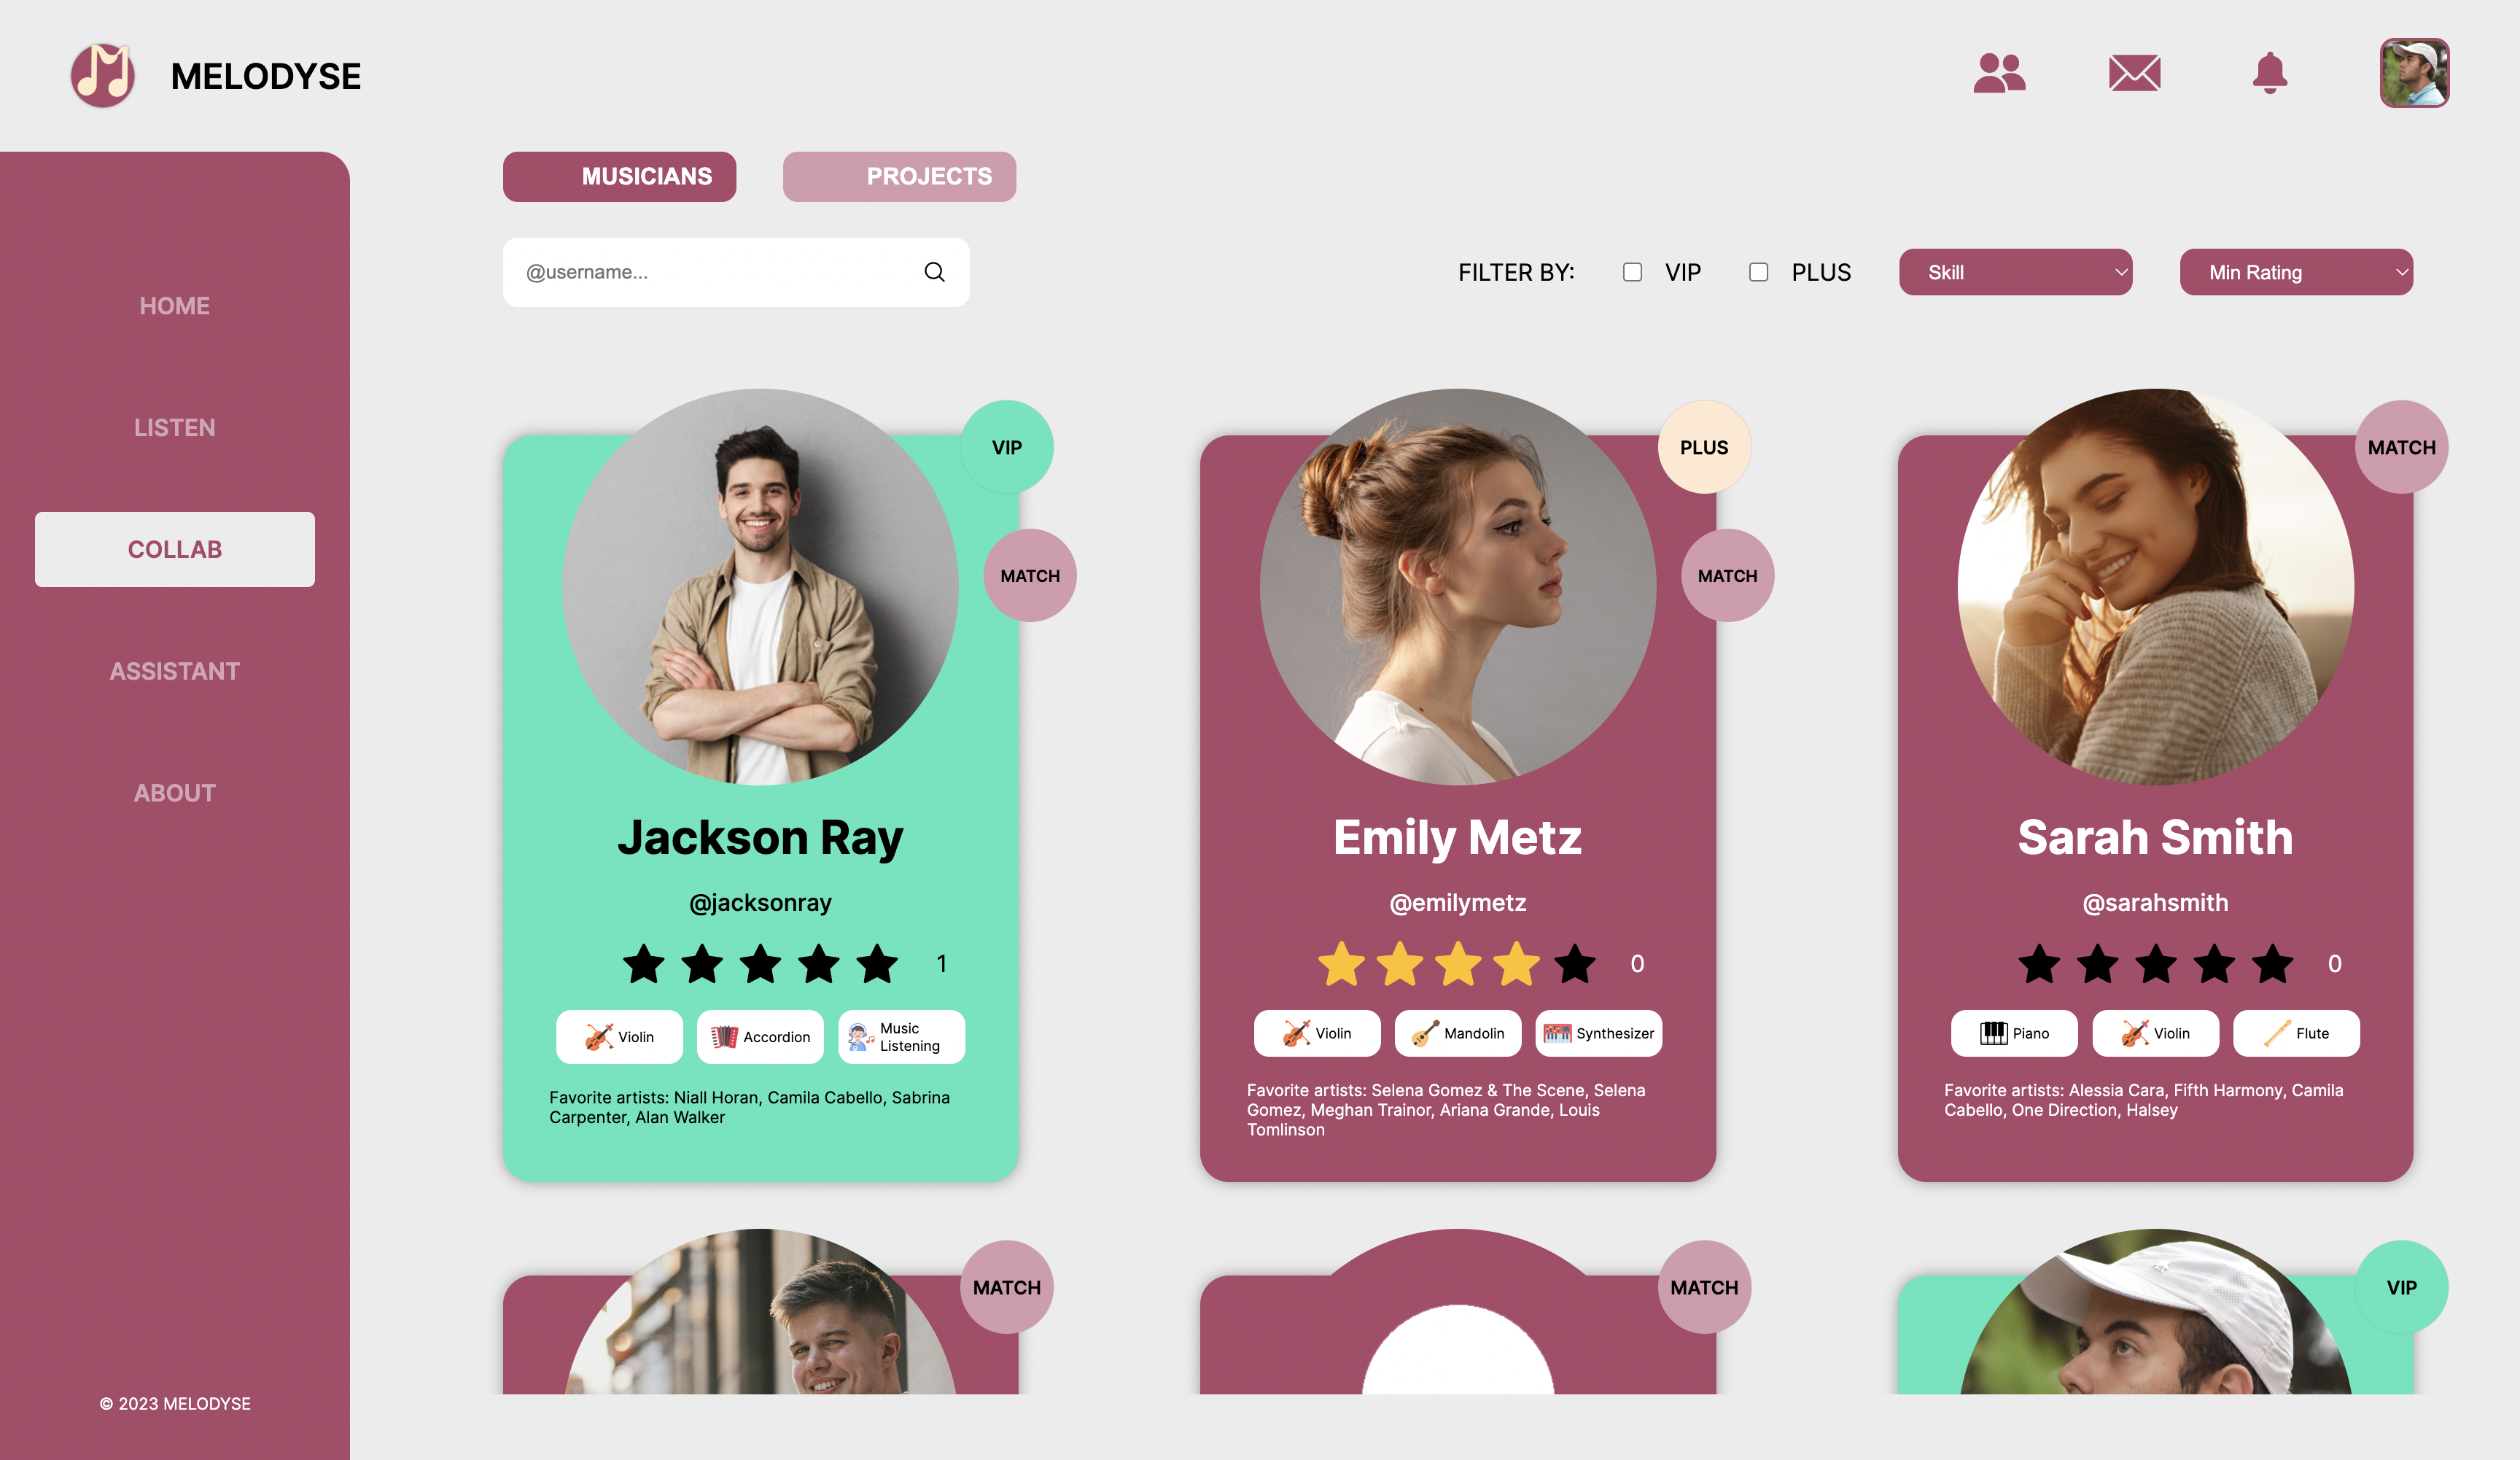 MELODYSE
MUSICIANS
PROJECTS
@username...
FILTER BY:
VIP
PLUS
Skill
Min Rating
HOME
LISTEN
COLLAB
ASSISTANT
ABOUT
© 2023 MELODYSE
VIP
MATCH
Jackson Ray
@jacksonray
1
Violin
Accordion
Music
Listening
Favorite artists: Niall Horan, Camila Cabello, Sabrina
Carpenter, Alan Walker
PLUS
MATCH
Emily Metz
@emilymetz
0
Violin
Mandolin
Synthesizer
Favorite artists: Selena Gomez & The Scene, Selena
Gomez, Meghan Trainor, Ariana Grande, Louis
Tomlinson
MATCH
Sarah Smith
@sarahsmith
0
Piano
Violin
Flute
Favorite artists: Alessia Cara, Fifth Harmony, Camila
Cabello, One Direction, Halsey
MATCH
MATCH
VIP